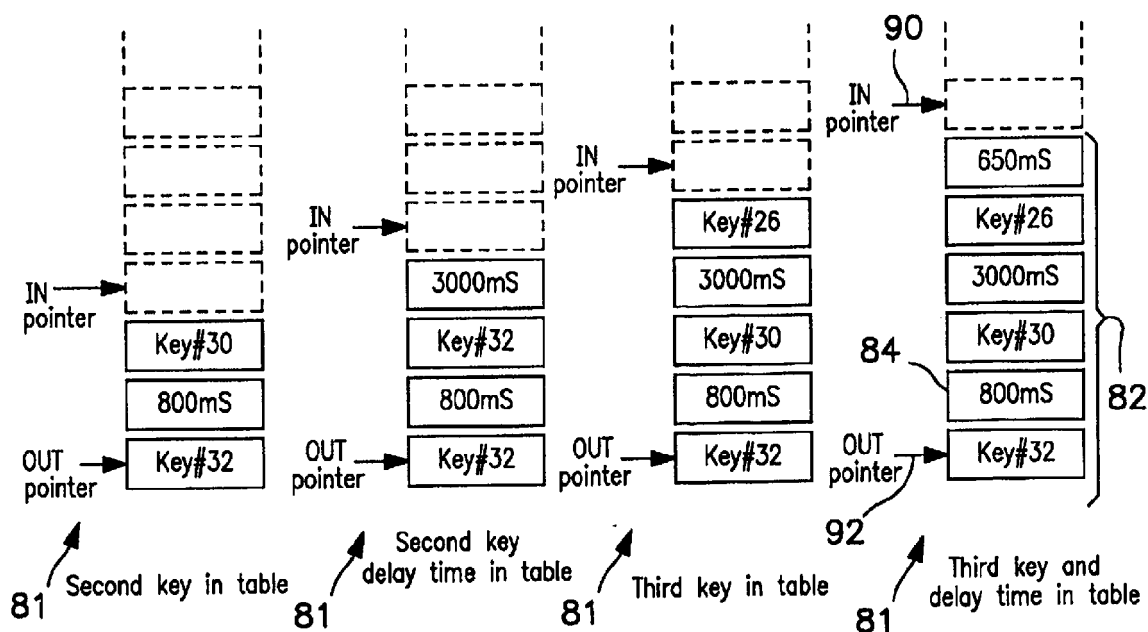 IN
pointer
Key#30
800mS
OUT
pointer
Key#32
81
Second key in table
IN
pointer
3000mS
Key#32
800mS
OUT
pointer
Key#32
81
Second key
delay time in table
IN
pointer
Key#26
3000mS
Key#30
800mS
OUT
pointer
Key#32
81
Third key in table
90
IN
pointer
650mS
Key#26
3000mS
Key#30
84
800mS
82
OUT
pointer
Key#32
92
81
Third key and
delay time in table